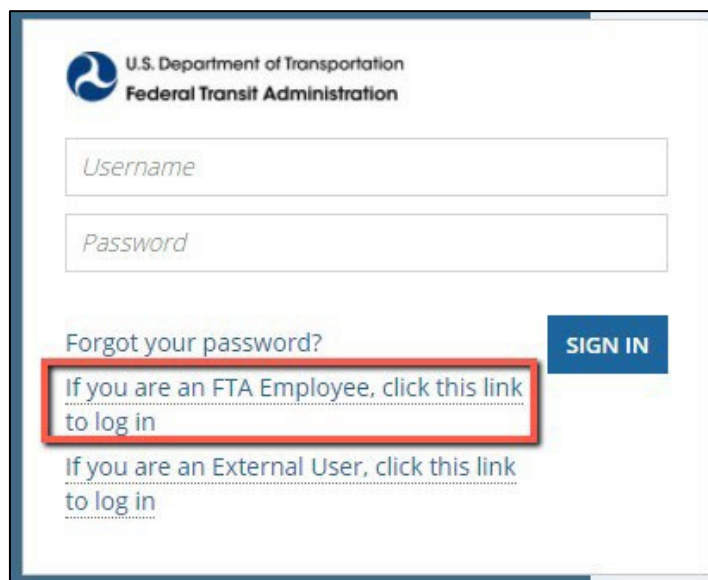 U.S. Department of Transportation
Federal Transit Administration
Username
Password
Forgot your password?
SIGN IN
If you are an FTA Employee, click this link
to log in
If you are an External User, click this link
to log in